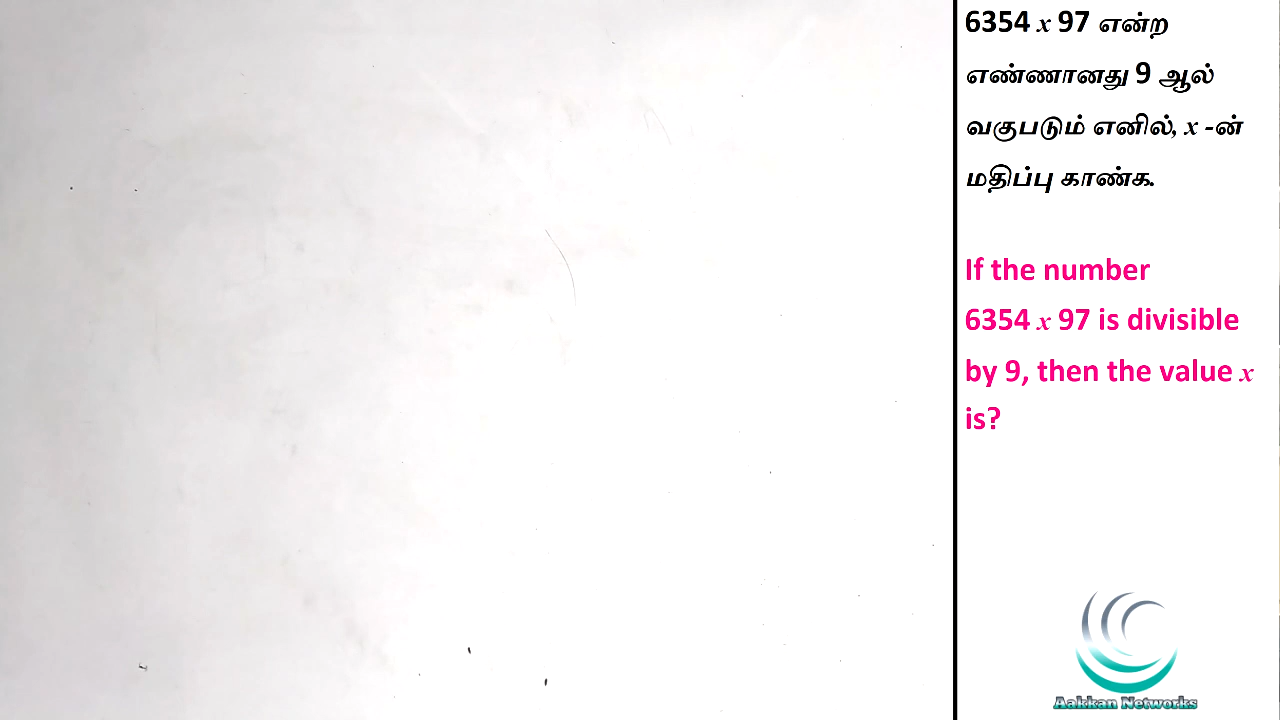 6354 x 97 என்ற
எண்ணானது 9 ஆல்
வகுபடும் எனில், x -ன்
மதிப்பு காண்க.
If the number
6354 x 97 is divisible
by 9, then the value x
is?
Aakkan Networks